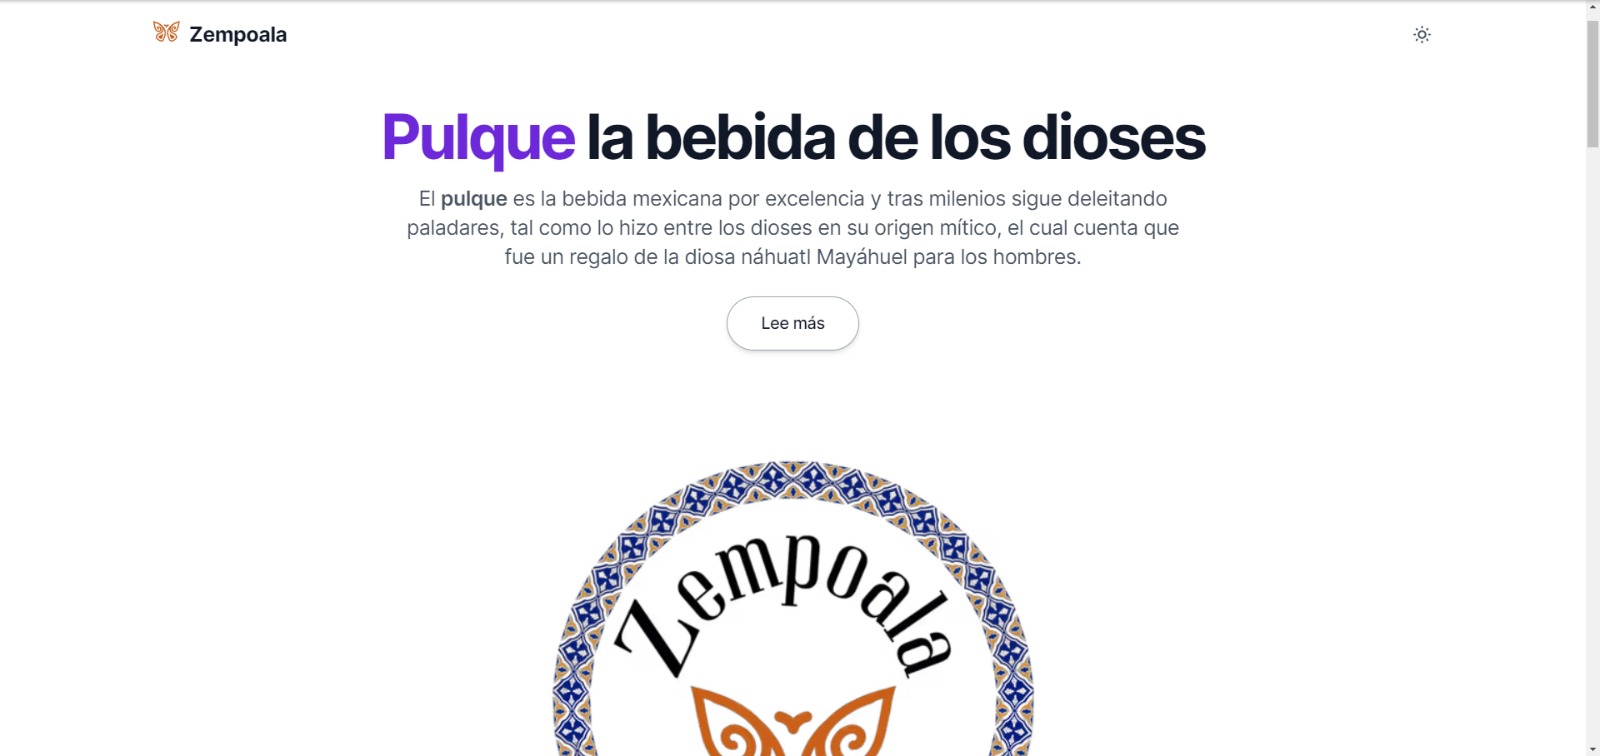 Zempoala
Pulque la bebida de los dioses
El pulque es la bebida mexicana por excelencia y tras milenios sigue deleitando
paladares, tal como lo hizo entre los dioses en su origen mítico, el cual cuenta que
fue un regalo de la diosa náhuatl Mayáhuel para los hombres.
Lee más
Zempoala